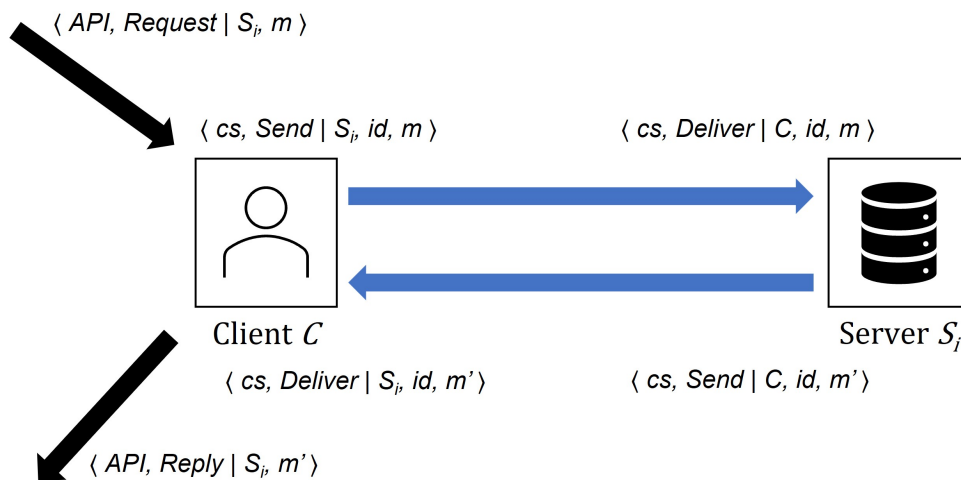 ⟨ API, Request | Sᵢ, m ⟩
⟨ cs, Send | Sᵢ, id, m ⟩
⟨ cs, Deliver | C, id, m ⟩
Client C
Server Sᵢ
⟨ cs, Deliver | Sᵢ, id, m’ ⟩
⟨ cs, Send | C, id, m’ ⟩
⟨ API, Reply | Sᵢ, m’ ⟩